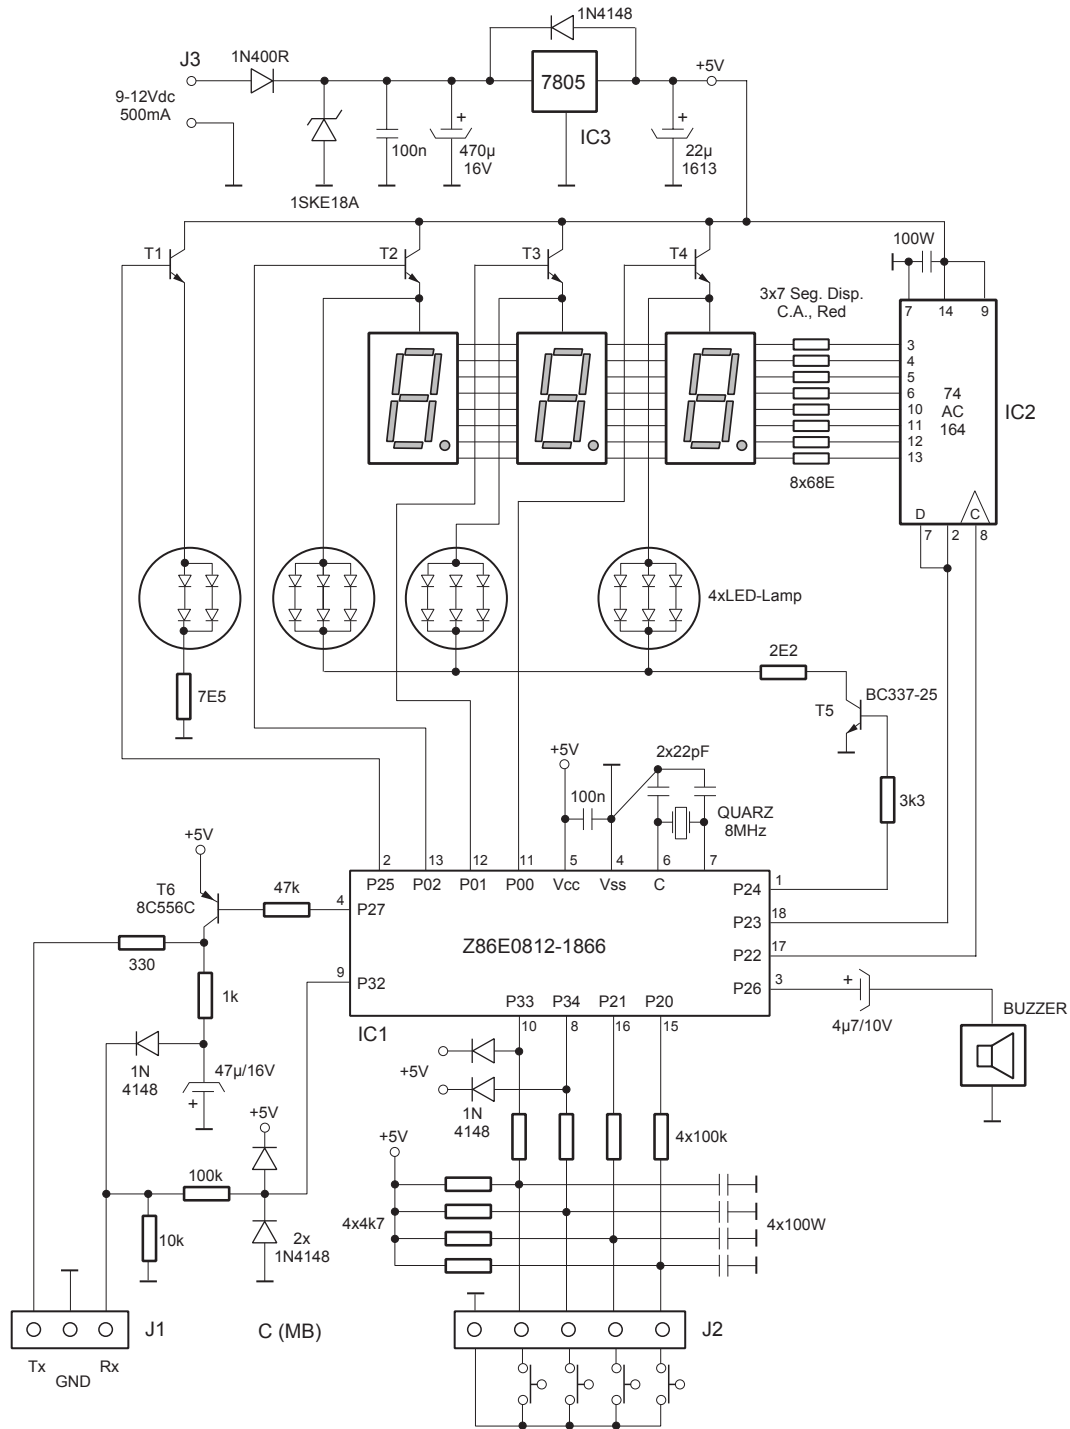 1N4148
J3
1N400R
7805
+5V
9-12Vdc
500mA
IC3
100n
470µ
16V
22µ
1613
1SKE18A
T1
T2
T3
T4
100W
3x7 Seg. Disp.
C.A., Red
7
14
9
3
4
5
6
10
11
12
13
74
AC
164
IC2
8x68E
D
C
7
2
8
4xLED-Lamp
2E2
7E5
T5
BC337-25
+5V
2x22pF
100n
QUARZ
8MHz
3k3
+5V
2
13
12
11
5
4
6
7
T6
8C556C
47k
4
P25
P02
P01
P00
Vcc
Vss
C
P24
1
P27
P23
18
330
Z86E0812-1866
P22
17
9
P32
P26
3
1k
P33
P34
P21
P20
IC1
10
8
16
15
4µ7/10V
BUZZER
1N
4148
47µ/16V
+5V
1N
4148
+5V
+5V
4x100k
100k
4x4k7
4x100W
10k
2x
1N4148
J1
C (MB)
J2
Tx
GND
Rx